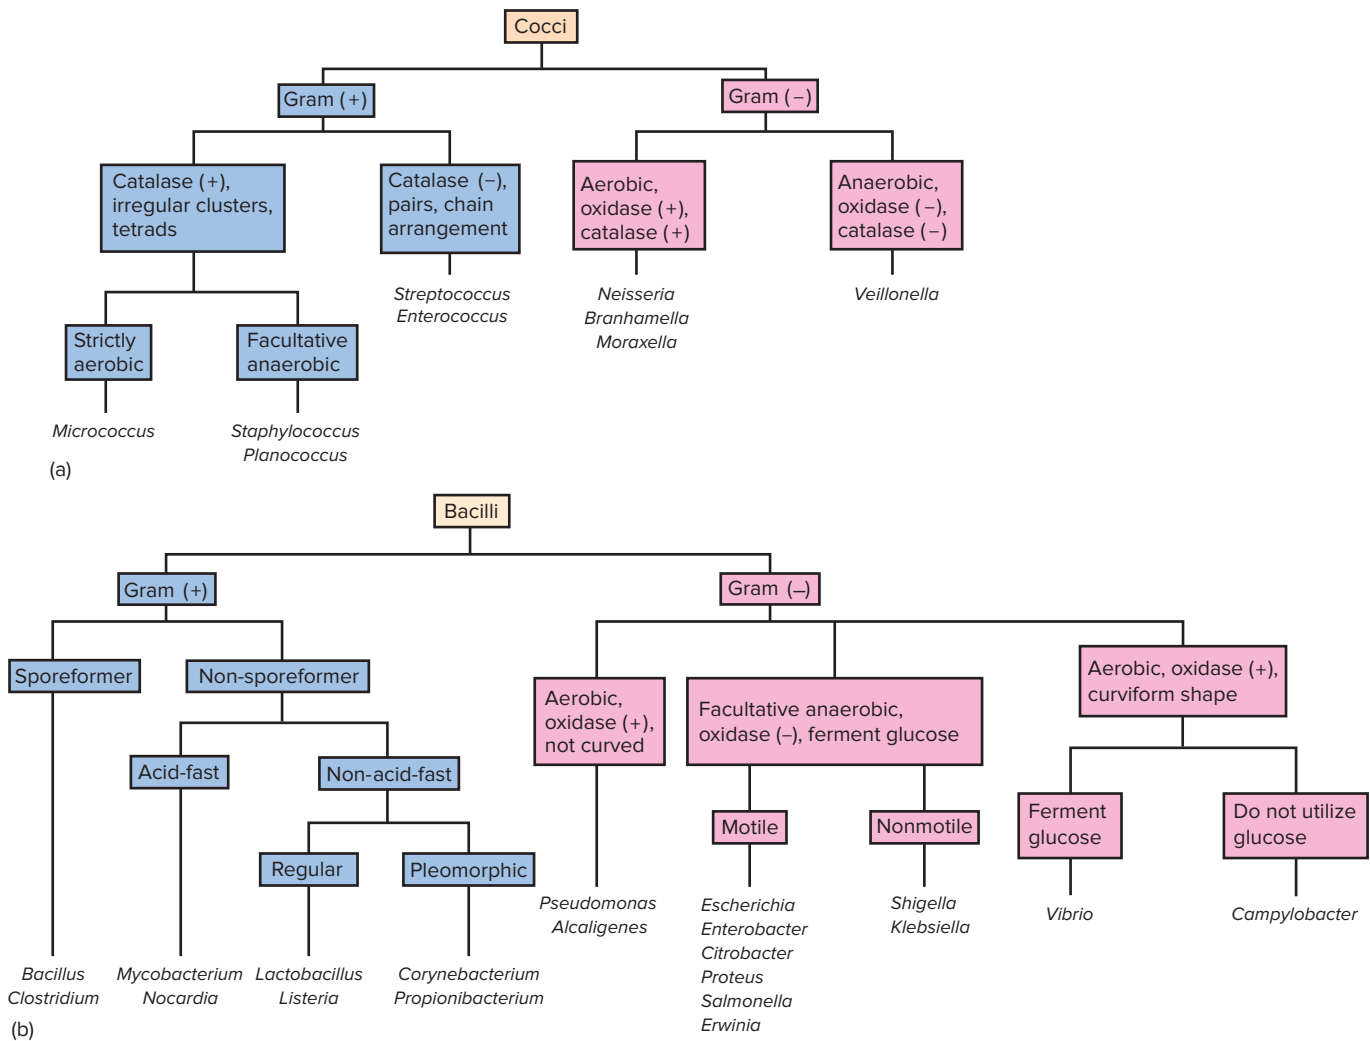 Cocci
Gram (+)
Gram (−)
Catalase (+),
irregular clusters,
tetrads
Catalase (−),
pairs, chain
arrangement
Aerobic,
oxidase (+),
catalase (+)
Anaerobic,
oxidase (−),
catalase (−)
Streptococcus
Enterococcus
Neisseria
Branhamella
Moraxella
Veillonella
Strictly
aerobic
Facultative
anaerobic
Micrococcus
Staphylococcus
Planococcus
(a)
Bacilli
Gram (+)
Gram (−)
Sporeformer
Non-sporeformer
Aerobic,
oxidase (+),
not curved
Facultative anaerobic,
oxidase (−), ferment glucose
Aerobic, oxidase (+),
curviform shape
Acid-fast
Non-acid-fast
Motile
Nonmotile
Ferment
glucose
Do not utilize
glucose
Regular
Pleomorphic
Pseudomonas
Alcaligenes
Escherichia
Enterobacter
Citrobacter
Proteus
Salmonella
Erwinia
Shigella
Klebsiella
Vibrio
Campylobacter
Bacillus
Clostridium
Mycobacterium
Nocardia
Lactobacillus
Listeria
Corynebacterium
Propionibacterium
(b)